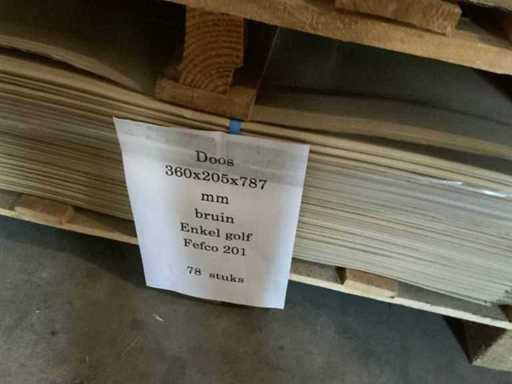 Doos
360x205x787
mm
bruin
Enkel golf
Fefco 201
78 stuks